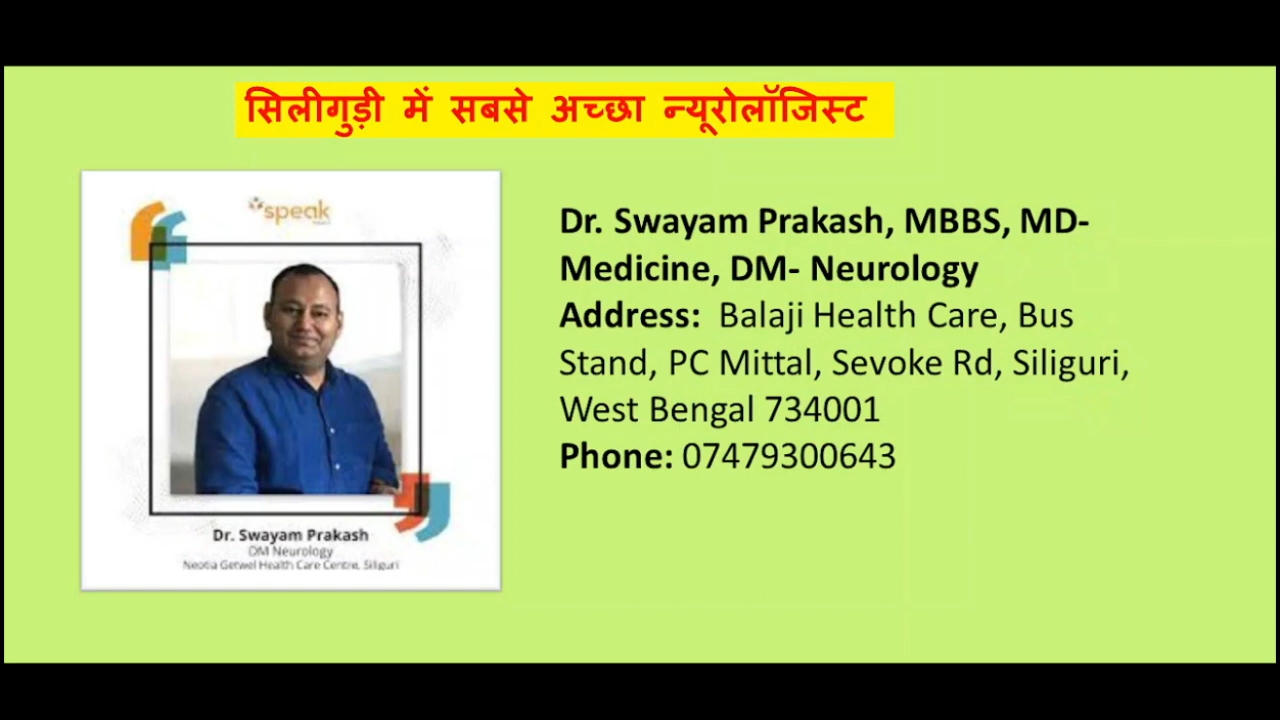 सिलीगुड़ी में सबसे अच्छा न्यूरोलॉजिस्ट
speak
Dr. Swayam Prakash
DM Neurology
Neotia Getwel Health Care Centre, Siliguri
Dr. Swayam Prakash, MBBS, MD-
Medicine, DM- Neurology
Address: Balaji Health Care, Bus
Stand, PC Mittal, Sevoke Rd, Siliguri,
West Bengal 734001
Phone: 07479300643